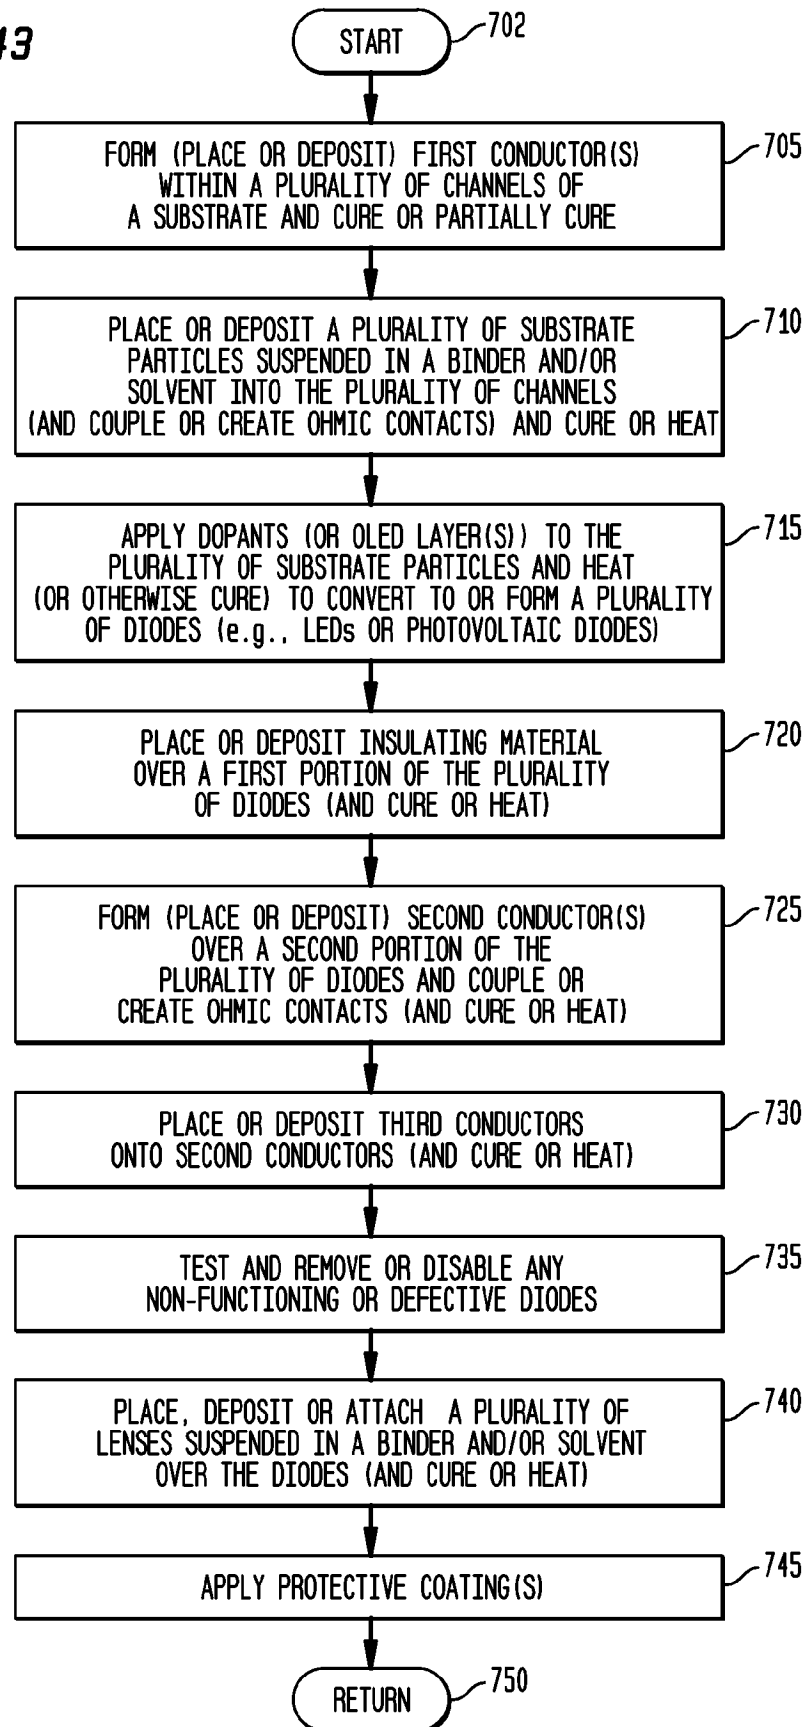 43
START
702
FORM (PLACE OR DEPOSIT) FIRST CONDUCTOR(S)
WITHIN A PLURALITY OF CHANNELS OF
A SUBSTRATE AND CURE OR PARTIALLY CURE
705
PLACE OR DEPOSIT A PLURALITY OF SUBSTRATE
PARTICLES SUSPENDED IN A BINDER AND/OR
SOLVENT INTO THE PLURALITY OF CHANNELS
(AND COUPLE OR CREATE OHMIC CONTACTS) AND CURE OR HEAT
710
APPLY DOPANTS (OR OLED LAYER(S)) TO THE
PLURALITY OF SUBSTRATE PARTICLES AND HEAT
(OR OTHERWISE CURE) TO CONVERT TO OR FORM A PLURALITY
OF DIODES (e.g., LEDs OR PHOTOVOLTAIC DIODES)
715
PLACE OR DEPOSIT INSULATING MATERIAL
OVER A FIRST PORTION OF THE PLURALITY
OF DIODES (AND CURE OR HEAT)
720
FORM (PLACE OR DEPOSIT) SECOND CONDUCTOR(S)
OVER A SECOND PORTION OF THE
PLURALITY OF DIODES AND COUPLE OR
CREATE OHMIC CONTACTS (AND CURE OR HEAT)
725
PLACE OR DEPOSIT THIRD CONDUCTORS
ONTO SECOND CONDUCTORS (AND CURE OR HEAT)
730
TEST AND REMOVE OR DISABLE ANY
NON-FUNCTIONING OR DEFECTIVE DIODES
735
PLACE, DEPOSIT OR ATTACH A PLURALITY OF
LENSES SUSPENDED IN A BINDER AND/OR SOLVENT
OVER THE DIODES (AND CURE OR HEAT)
740
APPLY PROTECTIVE COATING(S)
745
RETURN
750